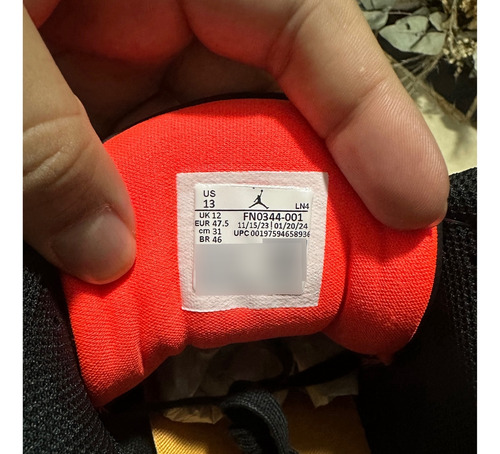 US
13
LN4
UK 12
EUR 47.5
cm 31
BR 46
FN0344-001
11/15/23 | 01/20/24
UPC 00197594658936